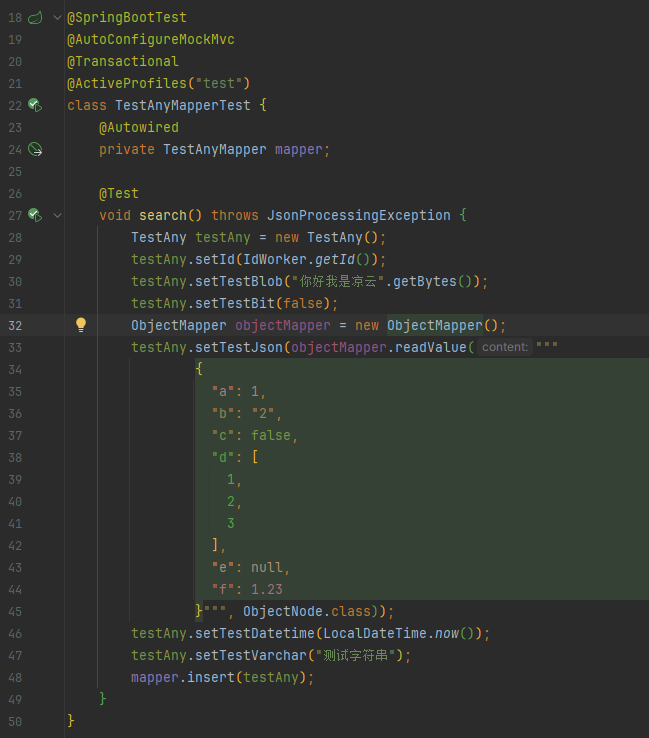 18 @SpringBootTest
19 @AutoConfigureMockMvc
20 @Transactional
21 @ActiveProfiles("test")
22 class TestAnyMapperTest {
23     @Autowired
24     private TestAnyMapper mapper;
25
26     @Test
27     void search() throws JsonProcessingException {
28         TestAny testAny = new TestAny();
29         testAny.setId(IdWorker.getId());
30         testAny.setTestBlob("你好我是凉云".getBytes());
31         testAny.setTestBit(false);
32         ObjectMapper objectMapper = new ObjectMapper();
33         testAny.setTestJson(objectMapper.readValue( content: """
34                 {
35                   "a": 1,
36                   "b": "2",
37                   "c": false,
38                   "d": [
39                     1,
40                     2,
41                     3
42                   ],
43                   "e": null,
44                   "f": 1.23
45                 }""", ObjectNode.class));
46         testAny.setTestDatetime(LocalDateTime.now());
47         testAny.setTestVarchar("测试字符串");
48         mapper.insert(testAny);
49     }
50 }